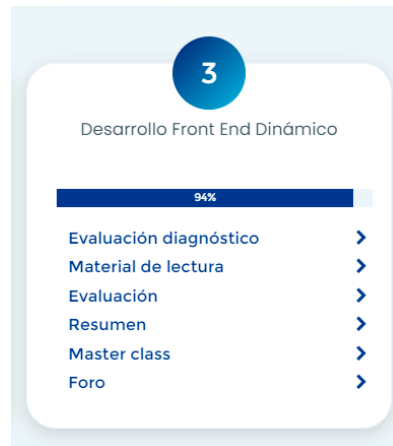 3
Desarrollo Front End Dinámico
94%
Evaluación diagnóstico
Material de lectura
Evaluación
Resumen
Master class
Foro